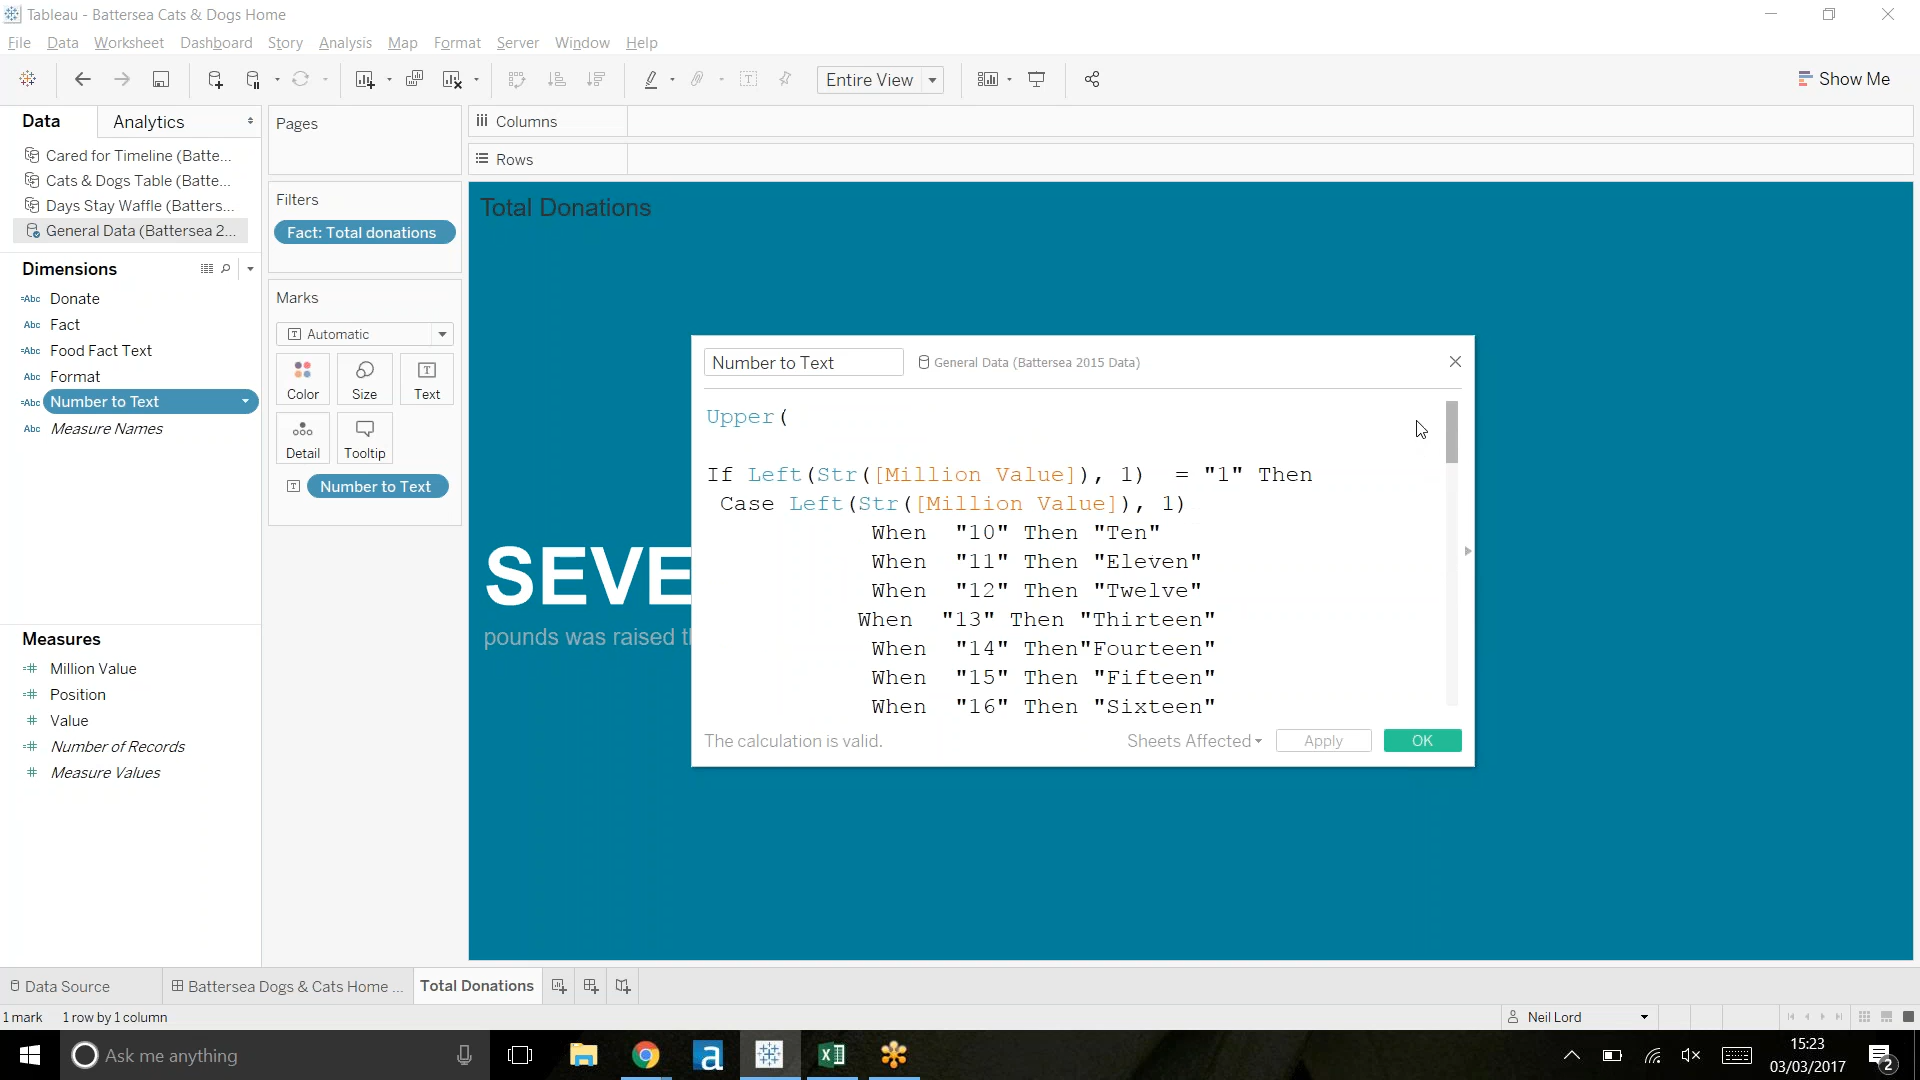 Tableau - Battersea Cats & Dogs Home
File Data Worksheet Dashboard Story Analysis Map Format Server Window Help
Entire View
Show Me
Data Analytics
Cared for Timeline (Batte...
Cats & Dogs Table (Batte...
Days Stay Waffle (Batters...
General Data (Battersea 2...
Dimensions
Abc Donate
Abc Fact
Abc Food Fact Text
Abc Format
Abc Number to Text
Abc Measure Names
Measures
Million Value
Position
Value
Number of Records
Measure Values
Pages
Filters
Fact: Total donations
Marks
Automatic
Color Size Text
Detail Tooltip
Number to Text
Columns
Rows
Total Donations
SEVE
pounds was raised t
Number to Text General Data (Battersea 2015 Data)
Upper(
If Left(Str([Million Value]), 1) = "1" Then
Case Left(Str([Million Value]), 1)
When "10" Then "Ten"
When "11" Then "Eleven"
When "12" Then "Twelve"
When "13" Then "Thirteen"
When "14" Then"Fourteen"
When "15" Then "Fifteen"
When "16" Then "Sixteen"
The calculation is valid. Sheets Affected Apply OK
Data Source Battersea Dogs & Cats Home ... Total Donations
1 mark 1 row by 1 column Neil Lord
Ask me anything
15:23
03/03/2017
2